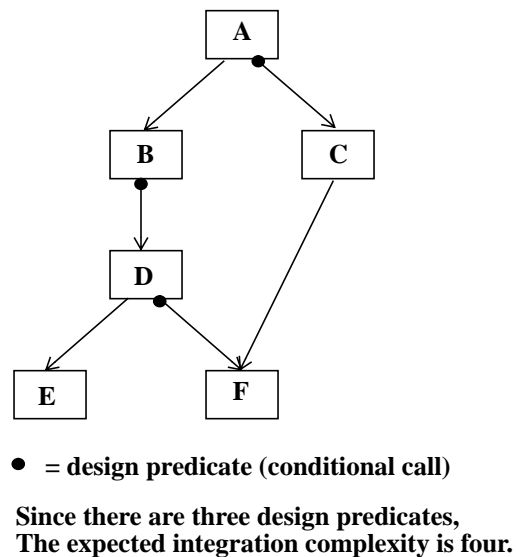 A
B
C
D
E
F
= design predicate (conditional call)
Since there are three design predicates,
The expected integration complexity is four.